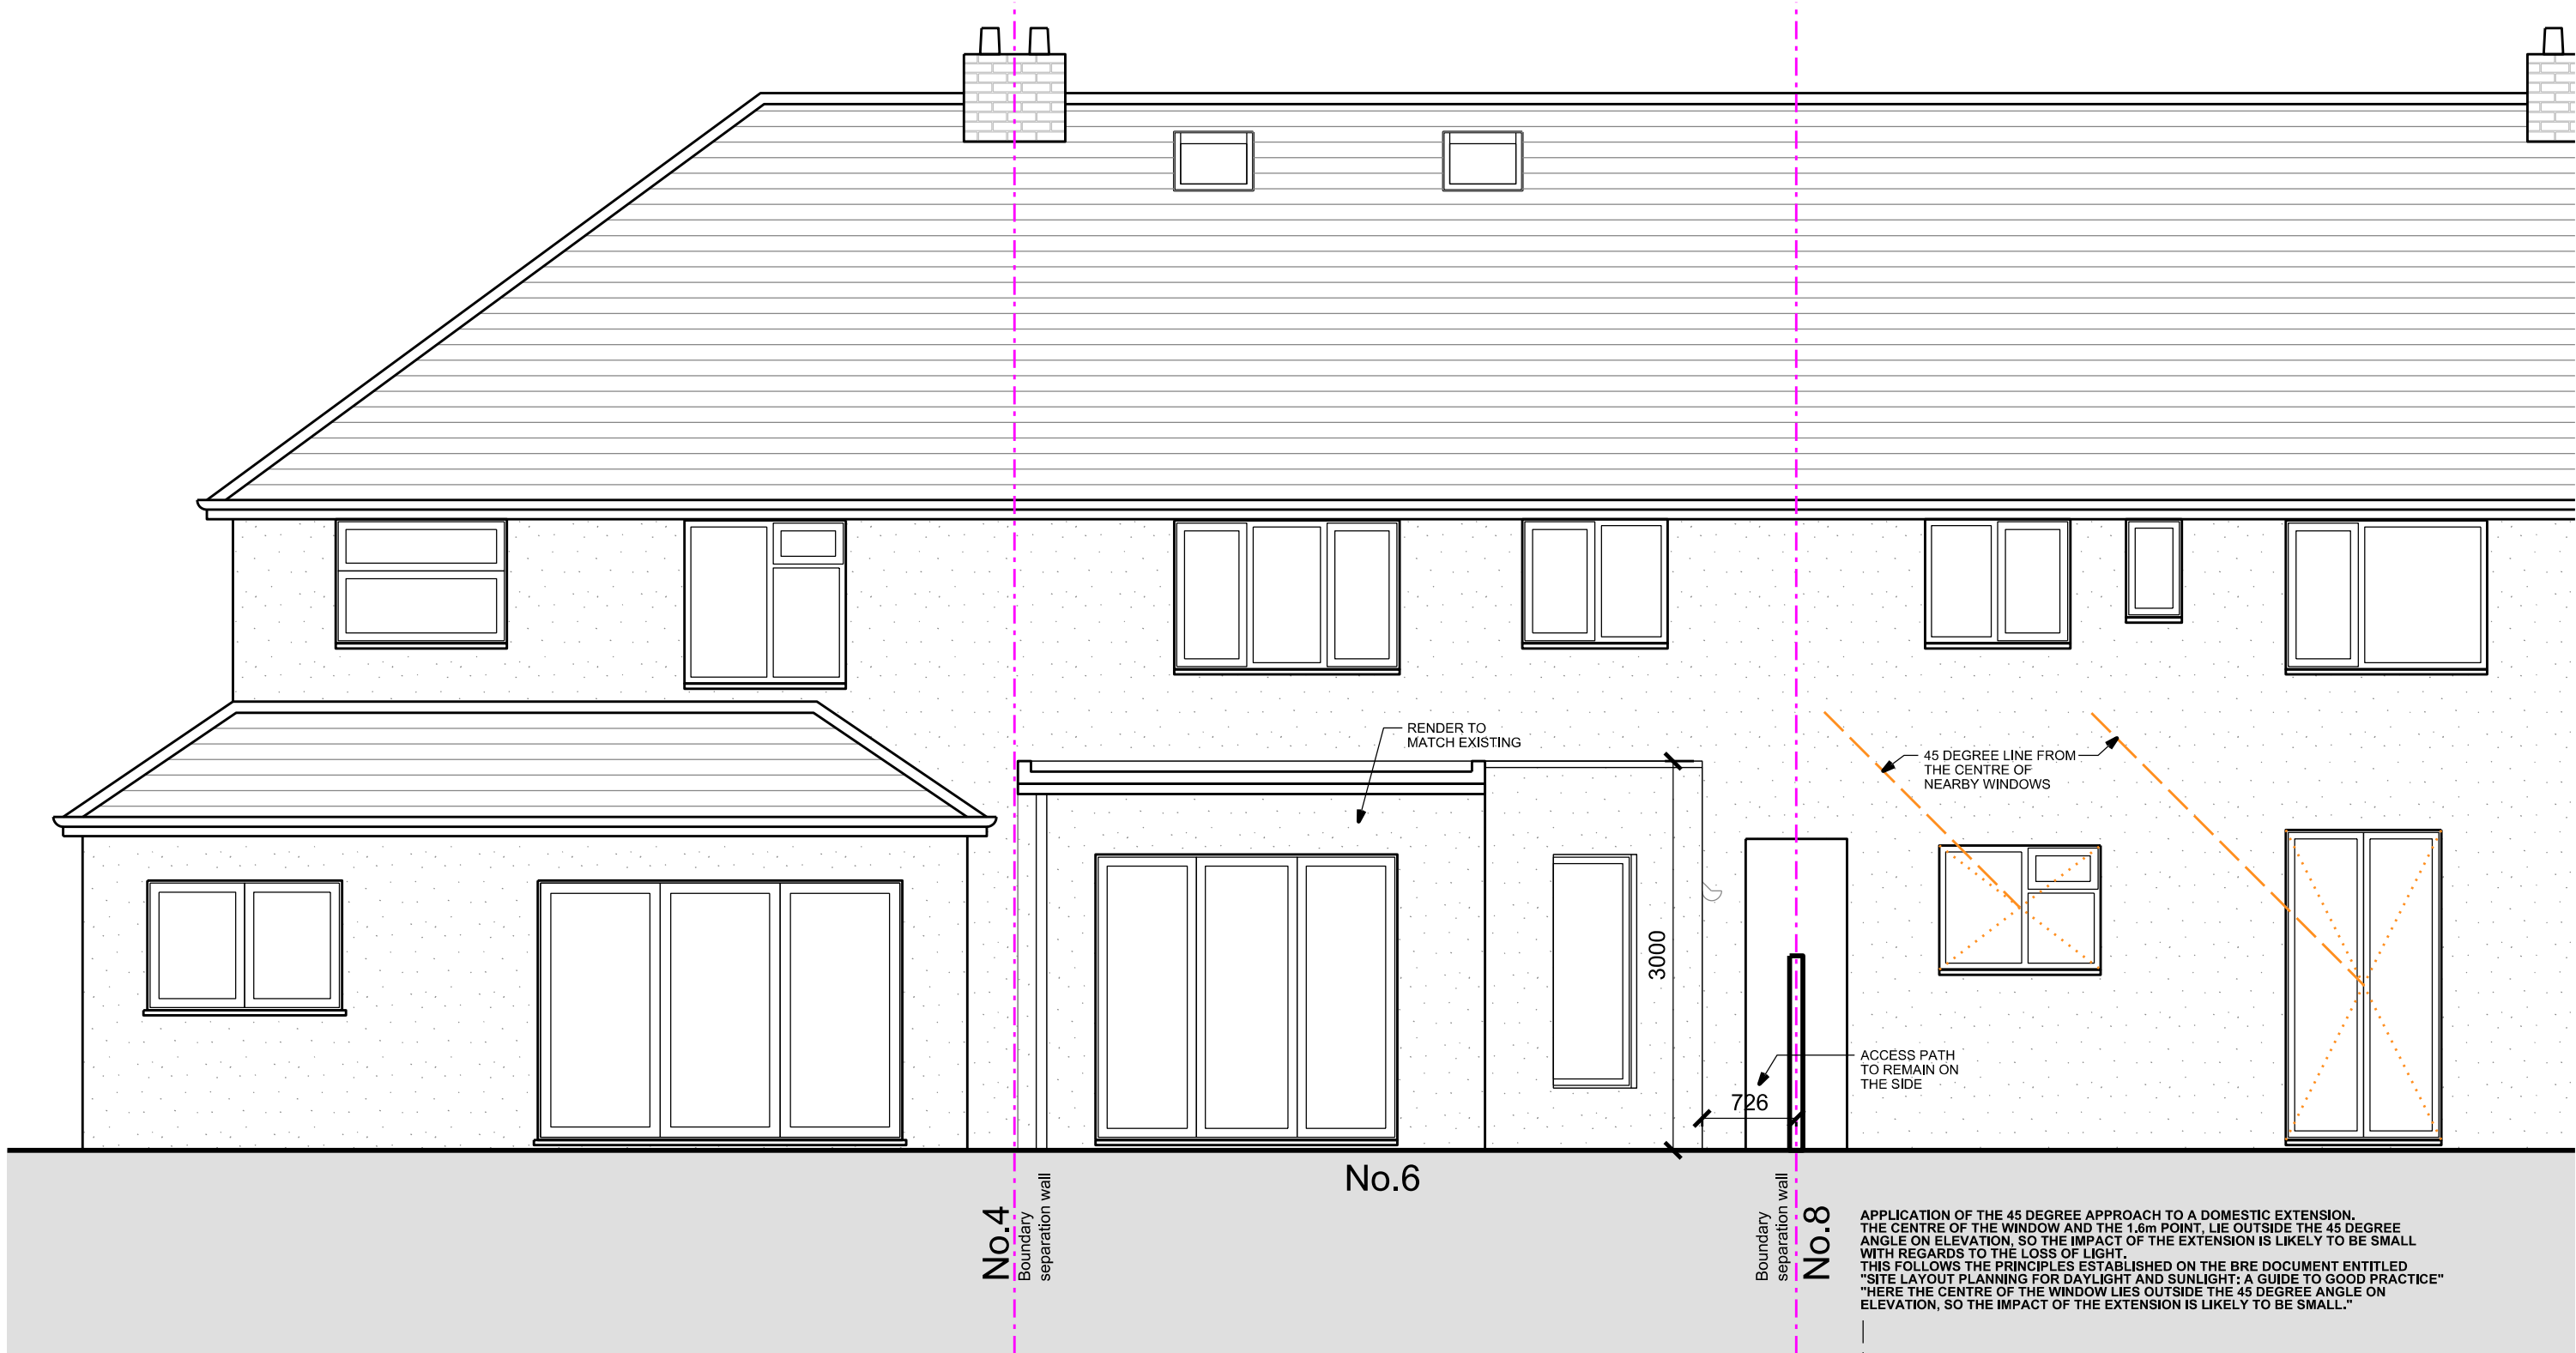 RENDER TO
MATCH EXISTING
45 DEGREE LINE FROM
THE CENTRE OF
NEARBY WINDOWS
3000
726
ACCESS PATH
TO REMAIN ON
THE SIDE
No.6
No.4
Boundary
separation wall
Boundary
separation wall
No.8
APPLICATION OF THE 45 DEGREE APPROACH TO A DOMESTIC EXTENSION.
THE CENTRE OF THE WINDOW AND THE 1.6m POINT, LIE OUTSIDE THE 45 DEGREE
ANGLE ON ELEVATION, SO THE IMPACT OF THE EXTENSION IS LIKELY TO BE SMALL
WITH REGARDS TO THE LOSS OF LIGHT.
THIS FOLLOWS THE PRINCIPLES ESTABLISHED ON THE BRE DOCUMENT ENTITLED
"SITE LAYOUT PLANNING FOR DAYLIGHT AND SUNLIGHT: A GUIDE TO GOOD PRACTICE"
"HERE THE CENTRE OF THE WINDOW LIES OUTSIDE THE 45 DEGREE ANGLE ON
ELEVATION, SO THE IMPACT OF THE EXTENSION IS LIKELY TO BE SMALL."